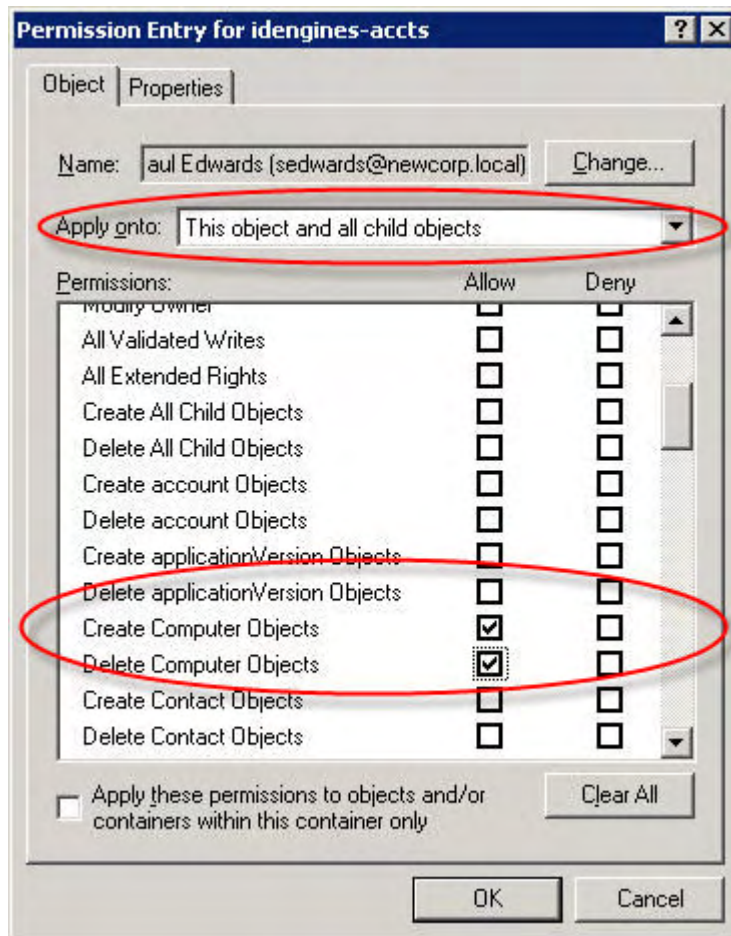 Permission Entry for idengines-accts
Object
Properties
Name: aul Edwards (sedwards@newcorp.local) Change...
Apply onto: This object and all child objects
Permissions: Allow Deny
Modify Owner
All Validated Writes
All Extended Rights
Create All Child Objects
Delete All Child Objects
Create account Objects
Delete account Objects
Create applicationVersion Objects
Delete applicationVersion Objects
Create Computer Objects
Delete Computer Objects
Create Contact Objects
Delete Contact Objects
Apply these permissions to objects and/or
containers within this container only
Clear All
OK Cancel